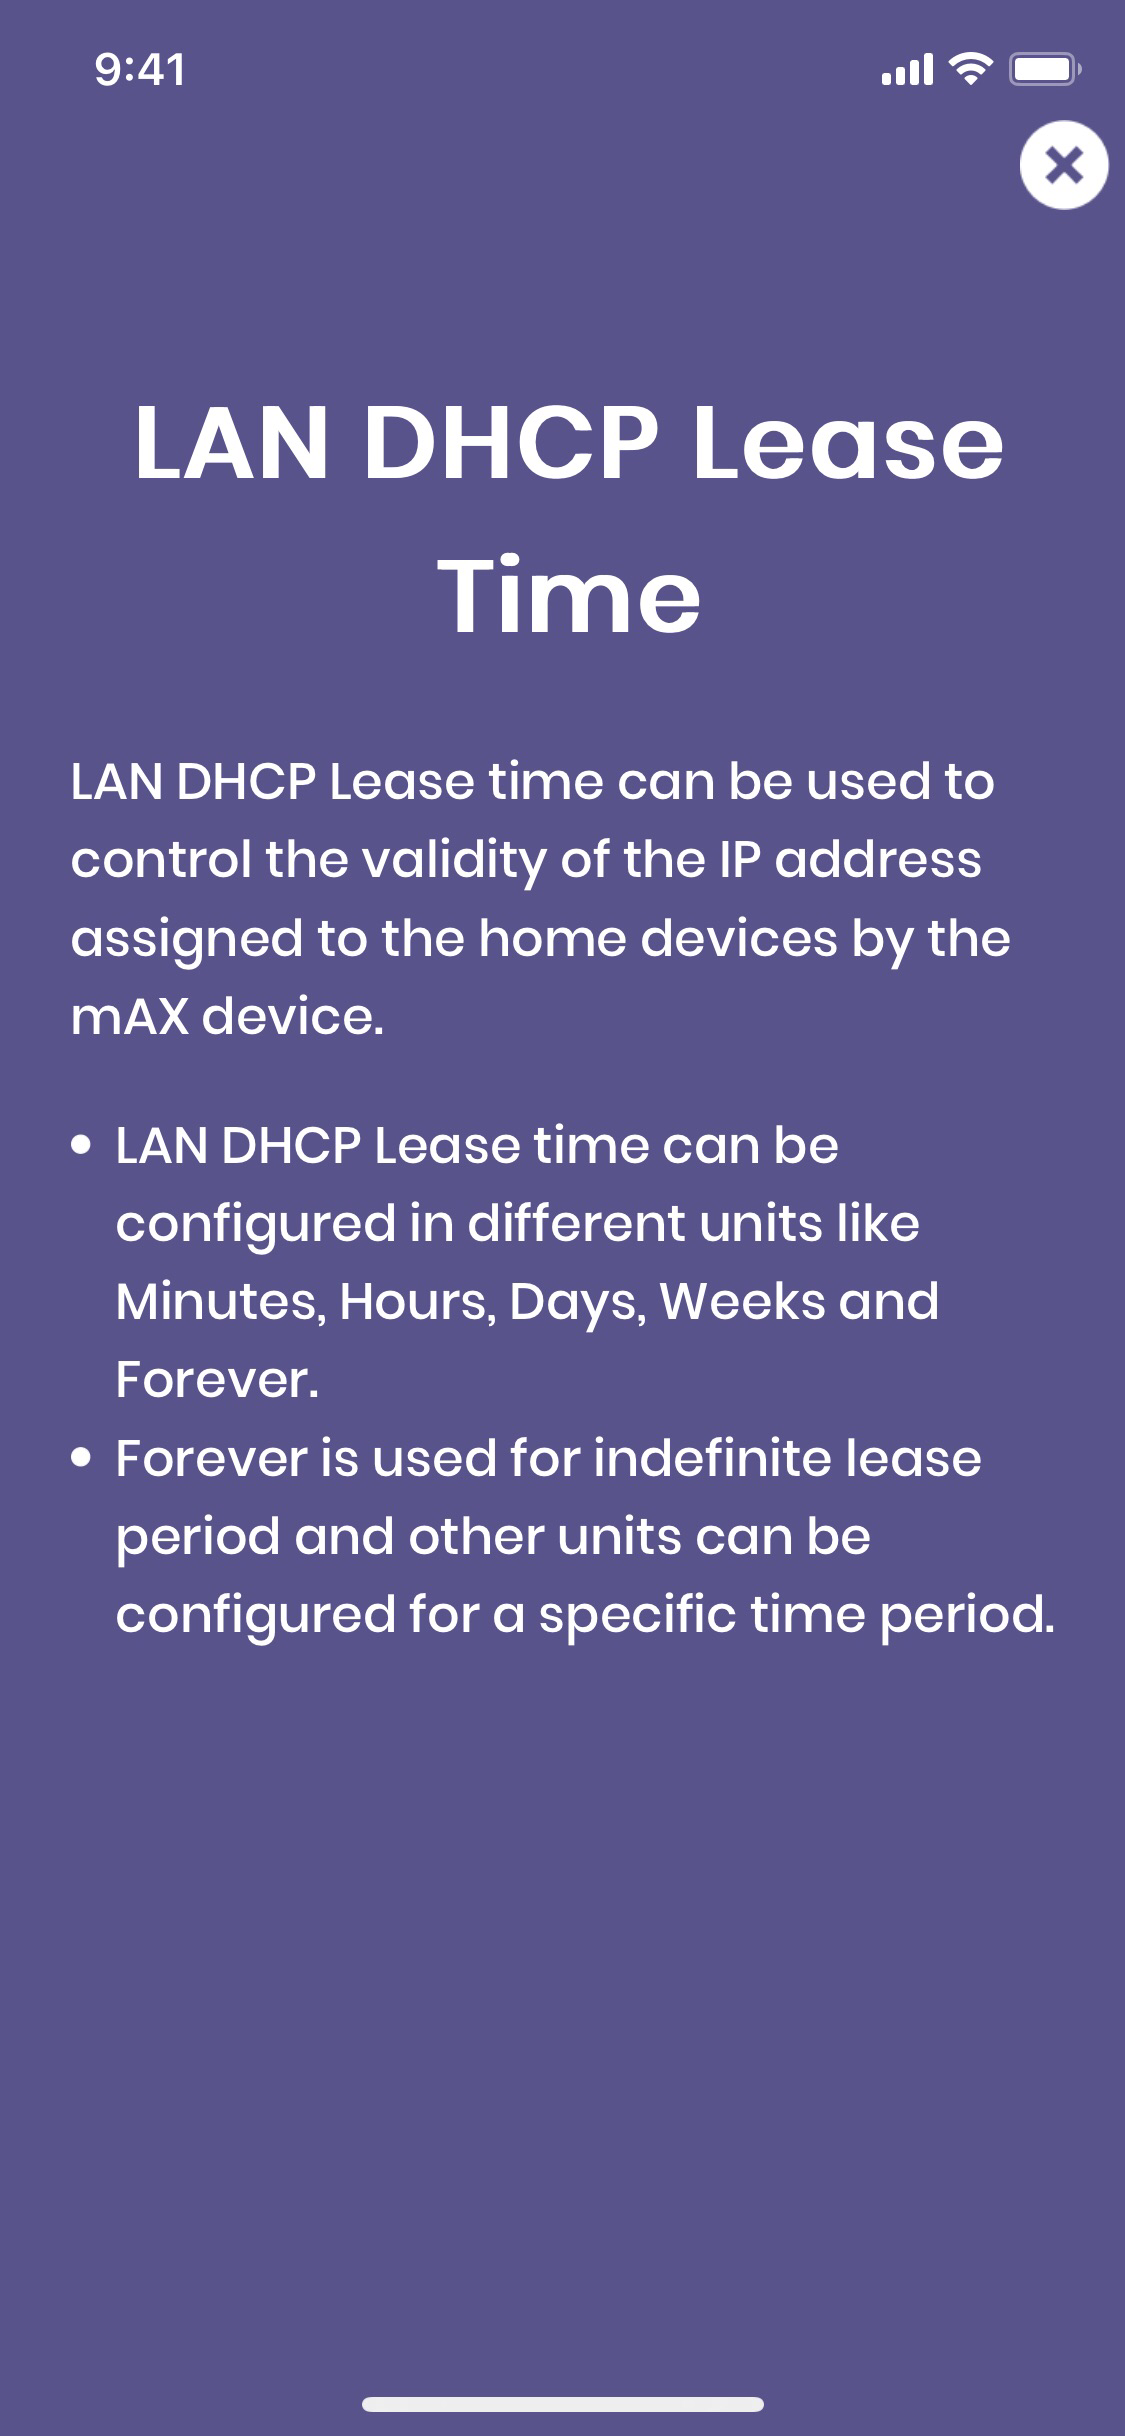 9:41
LAN DHCP Lease
Time
LAN DHCP Lease time can be used to
control the validity of the IP address
assigned to the home devices by the
mAX device.
• LAN DHCP Lease time can be
configured in different units like
Minutes, Hours, Days, Weeks and
Forever.
• Forever is used for indefinite lease
period and other units can be
configured for a specific time period.